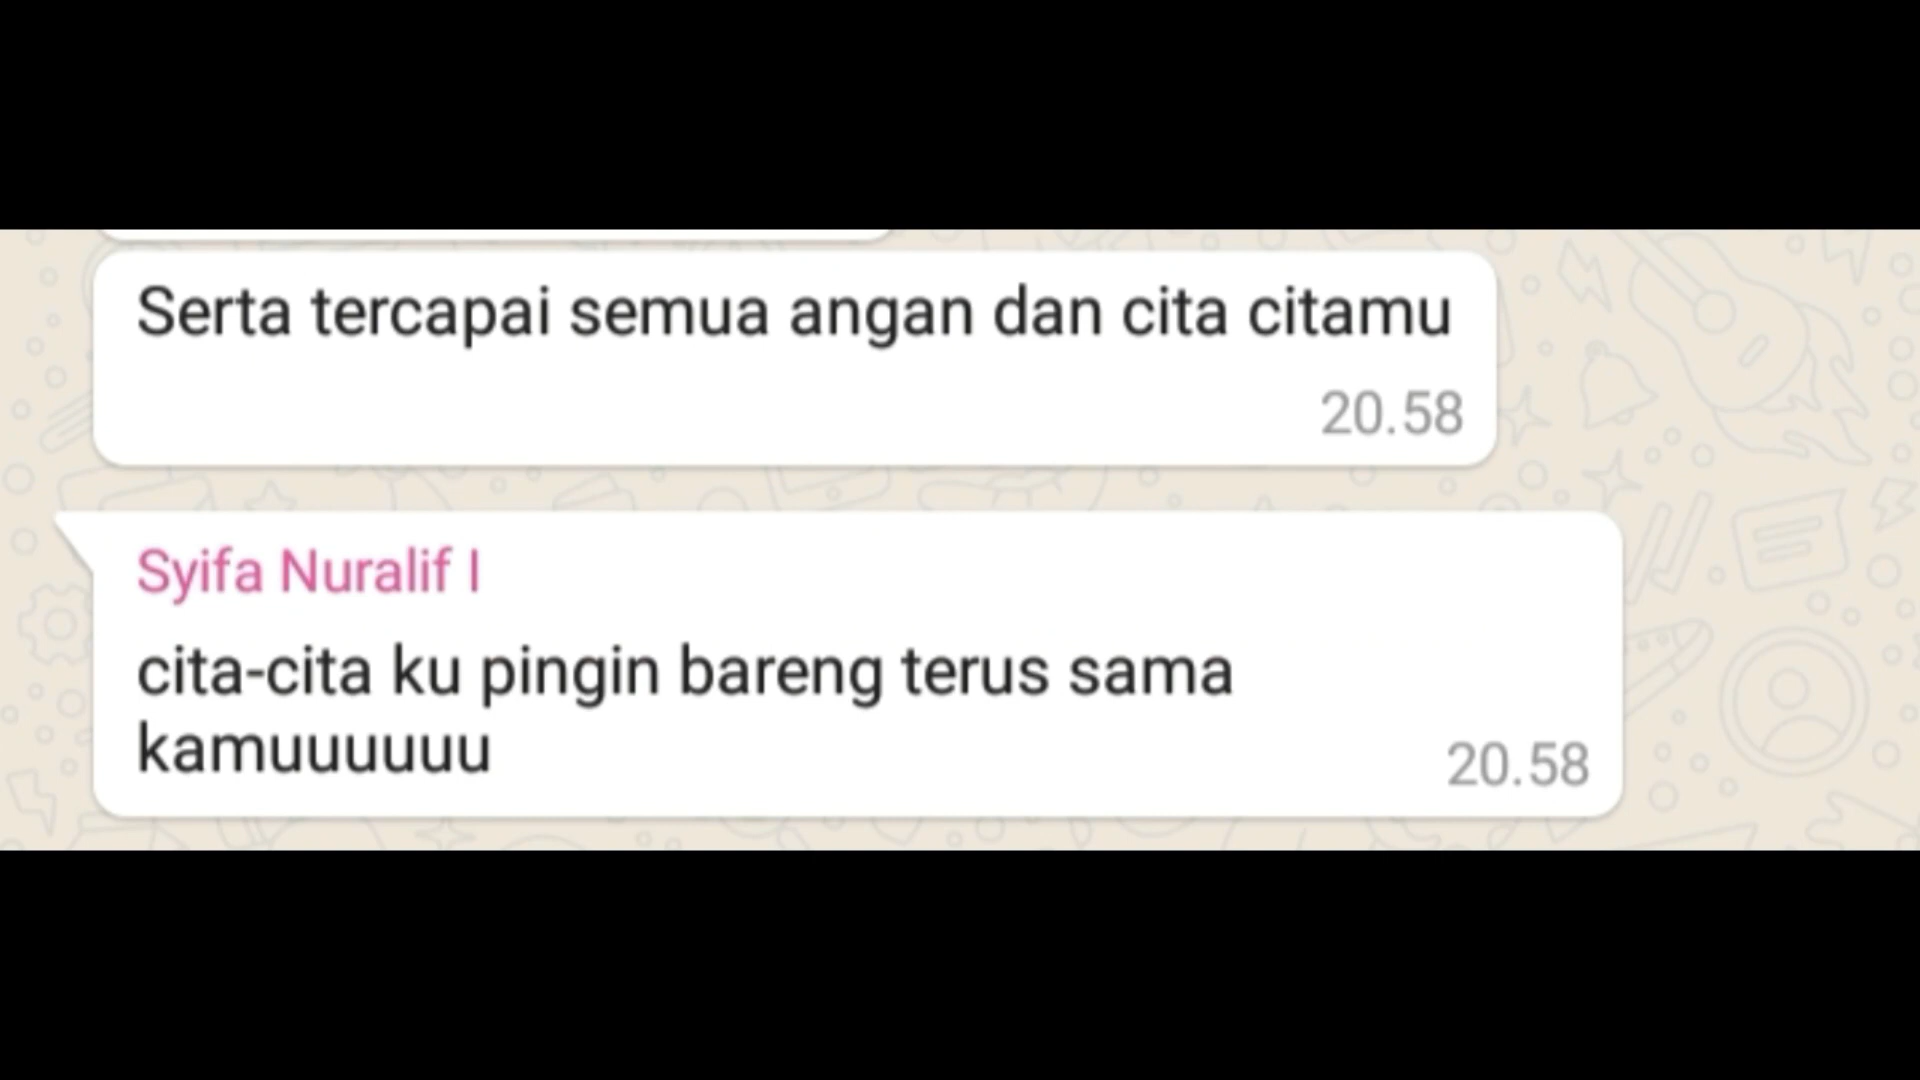 Serta tercapai semua angan dan cita citamu
20.58
Syifa Nuralif I
cita-cita ku pingin bareng terus sama
kamuuuuuu
20.58